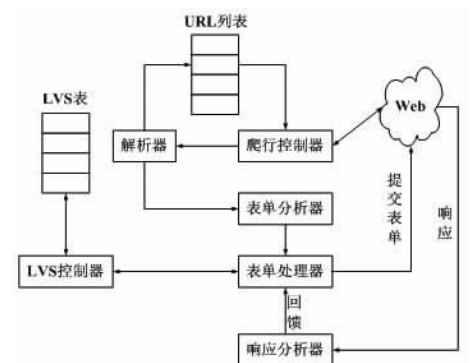 URL列表
LVS表
Web
解析器
爬行控制器
提交表单
响应
表单分析器
LVS控制器
表单处理器
回馈
响应分析器